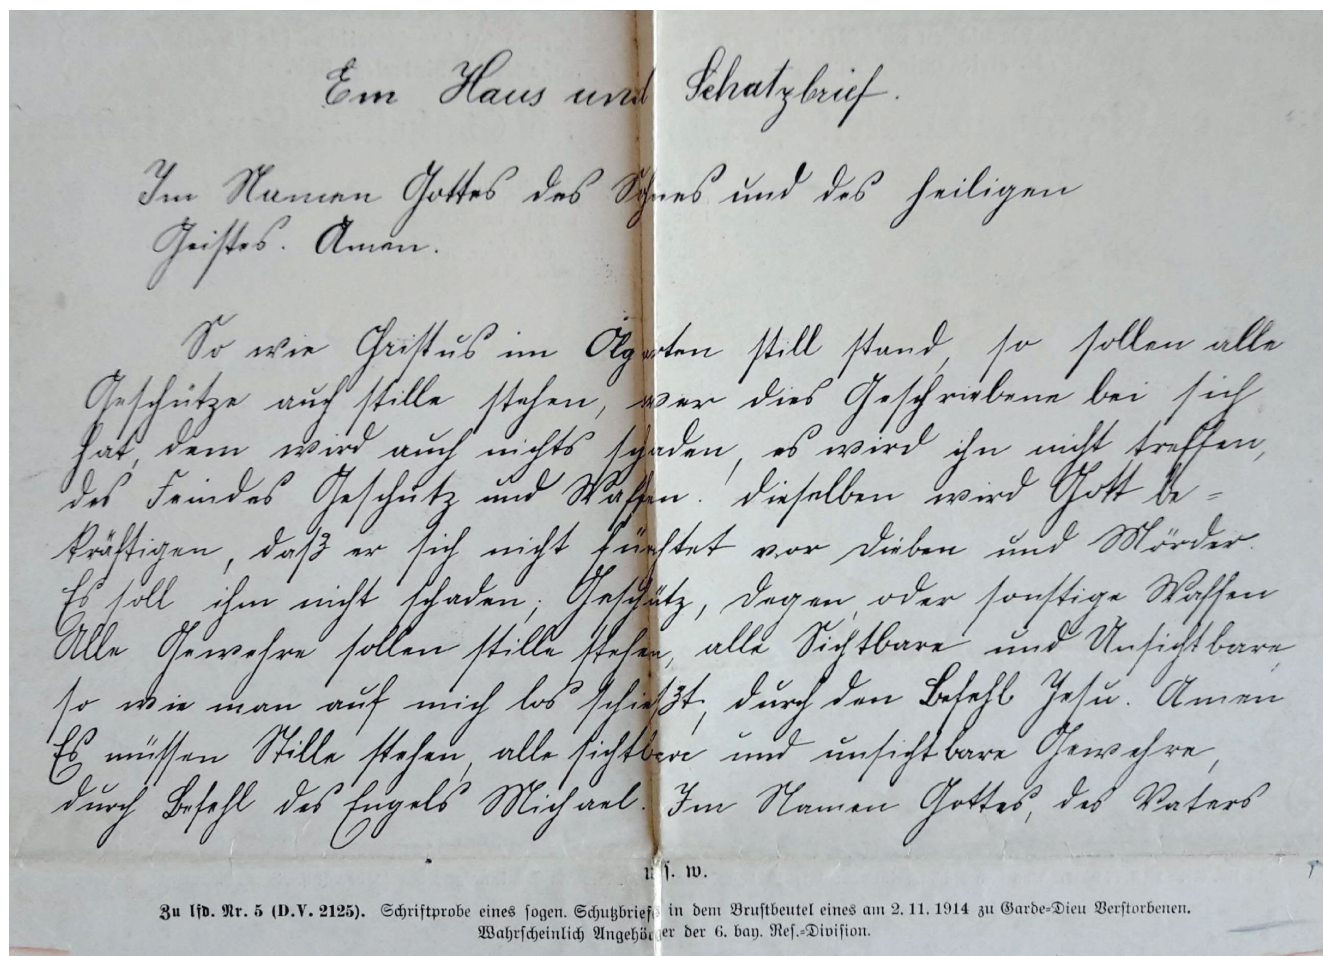 Ein Haus und Schatzbrief.
Im Namen Gottes des Sohnes und des heiligen
Geistes. Amen.
So wie Christus im Ölgarten still stand, so sollen alle
Geschütze auch stille stehen, wer dies Geschriebene bei sich
hat, dem wird auch nichts schaden, es wird ihn nicht treffen,
des Feindes Geschütz und Waffen. dieselben wird Gott be=
kräftigen, daß er sich nicht fürchtet vor Dieben und Mörder.
Es soll ihm nicht schaden, Geschütz, Degen oder sonstige Waffen
Alle Gewehre sollen stille stehen, alle Sichtbare und Unsichtbare,
so wie man auf mich los schießt, durch den Befehl Jesu. Amen
Es müssen Stille stehen, alle sichtbare und unsichtbare Gewehre,
durch Befehl des Engels Michael. Im Namen Gottes, des Vaters
u. s. w.
Zu lfd. Nr. 5 (D.V. 2125). Schriftprobe eines sogen. Schutzbriefs in dem Brustbeutel eines am 2. 11. 1914 zu Garde=Dieu Verstorbenen.
Wahrscheinlich Angehöriger der 6. bay. Res.=Division.